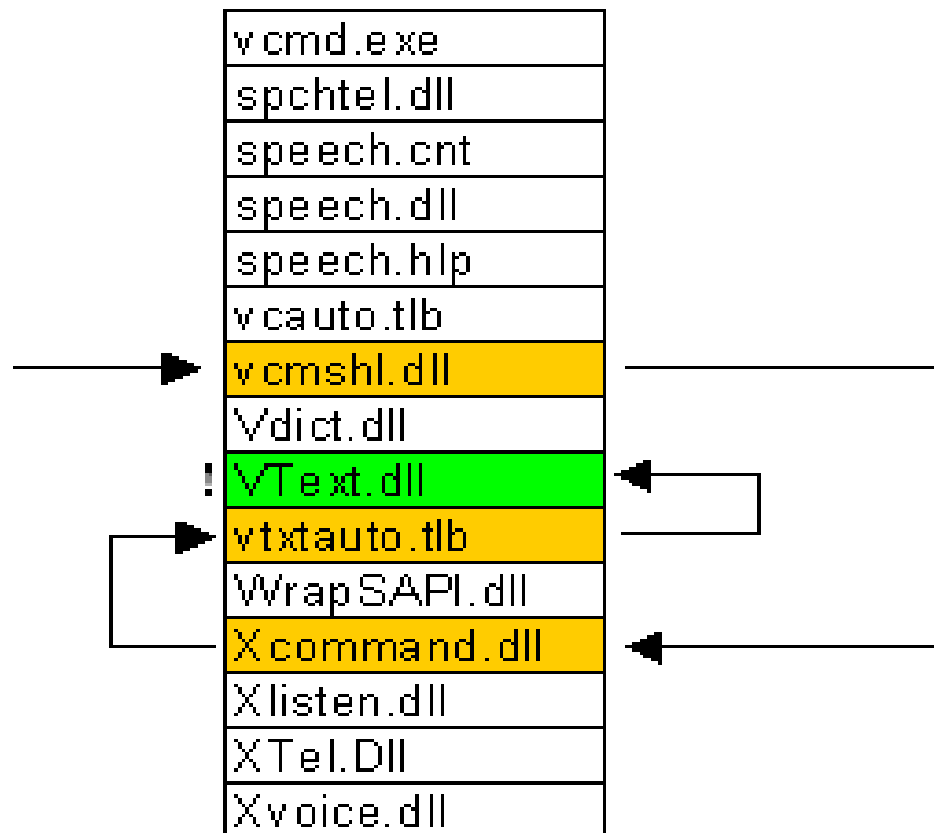 vcmd.exe
spchtel.dll
speech.cnt
speech.dll
speech.hlp
vcauto.tlb
vcmshl.dll
Vdict.dll
! VText.dll
vtxtauto.tlb
WrapSAPI.dll
Xcommand.dll
Xlisten.dll
XTel.Dll
Xvoice.dll